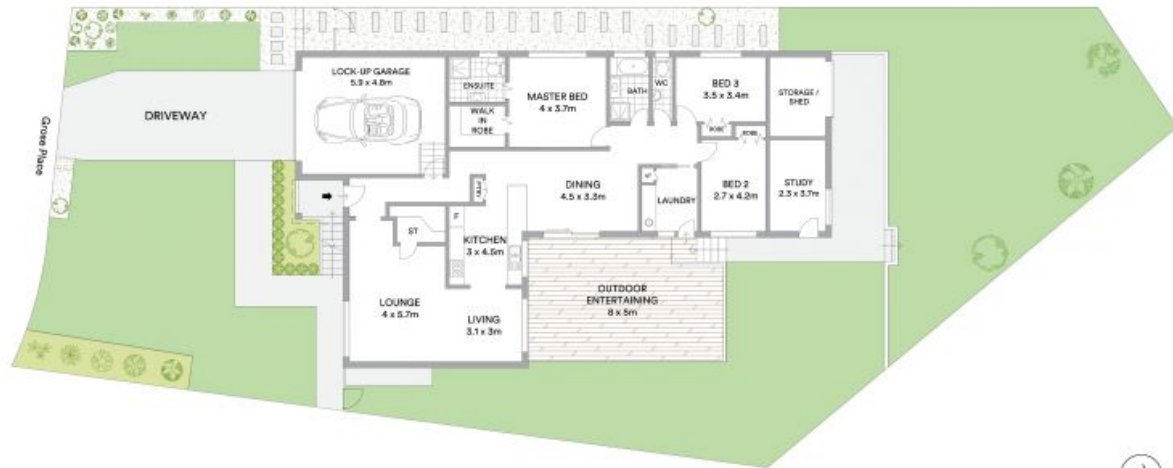 LOCK-UP GARAGE
5.9 x 4.8m
ENSUITE
WALK
IN
ROBE
MASTER BED
4 x 3.7m
BATH
WC
BED 3
3.5 x 3.4m
ROBE
ROBE
STORAGE /
SHED
DRIVEWAY
Grose Place
DINING
4.5 x 3.3m
PTRY
LAUNDRY
BED 2
2.7 x 4.2m
STUDY
2.3 x 3.7m
ST
F
KITCHEN
3 x 4.5m
LOUNGE
4 x 5.7m
LIVING
3.1 x 3m
OUTDOOR
ENTERTAINING
8 x 5m